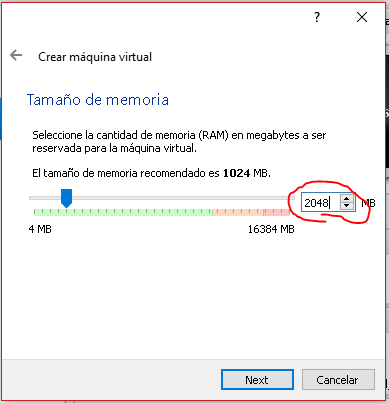 ?
Crear máquina virtual
Tamaño de memoria
Seleccione la cantidad de memoria (RAM) en megabytes a ser
reservada para la máquina virtual.
El tamaño de memoria recomendado es 1024 MB.
2048 MB
4 MB 16384 MB
Next Cancelar